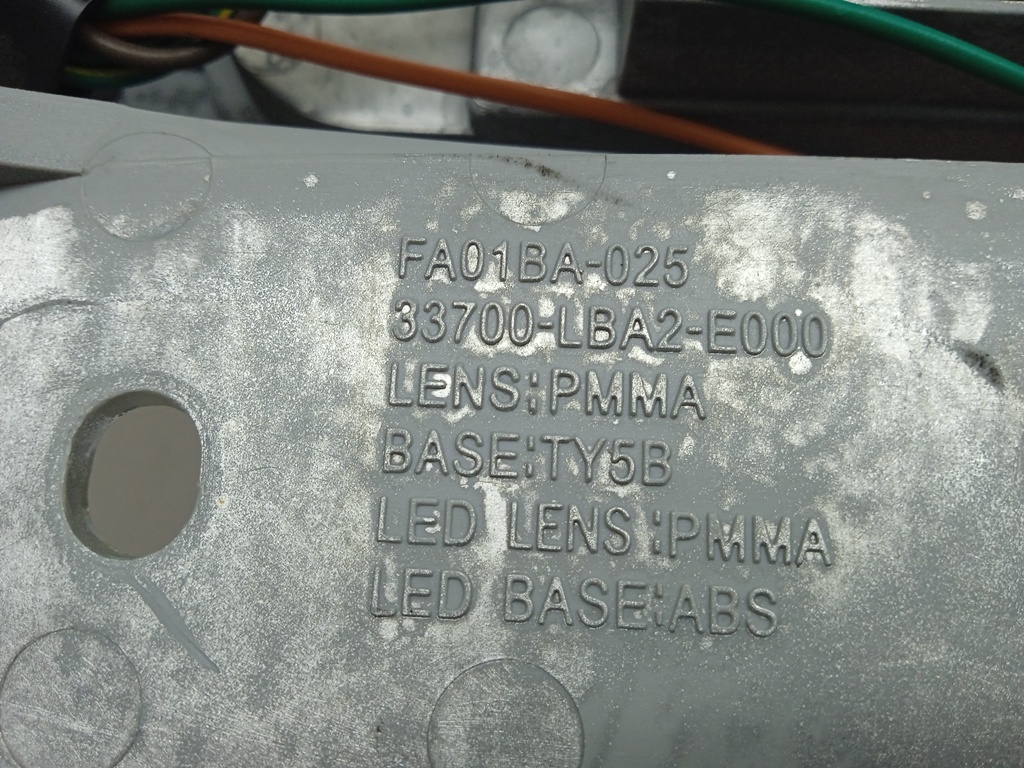 FA01BA-025
33700-LBA2-E000
LENS:PMMA
BASE:TY5B
LED LENS:PMMA
LED BASE:ABS